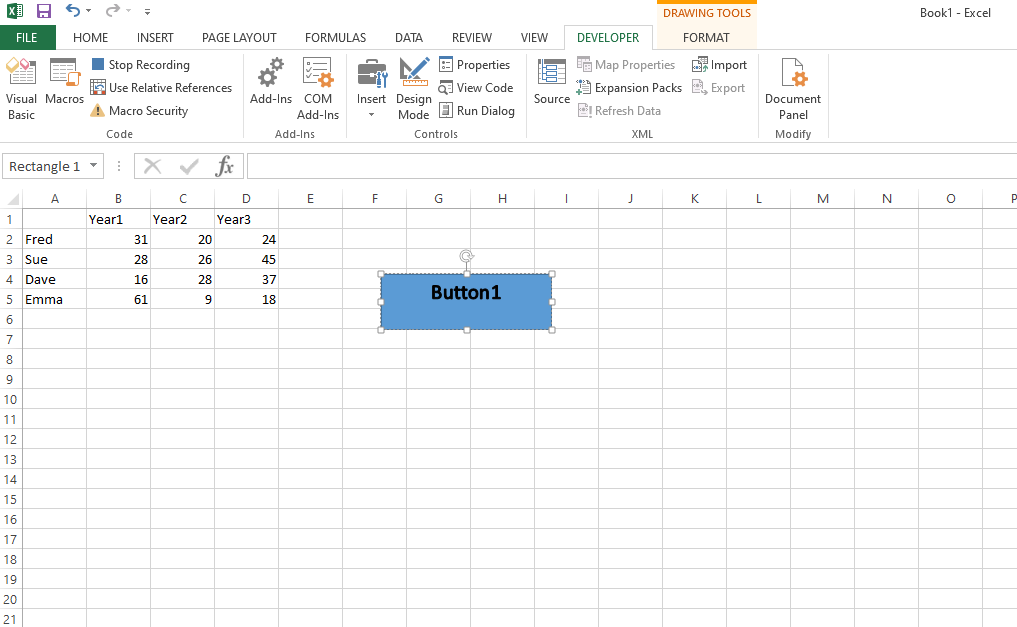 DRAWING TOOLS
Book1 - Excel
FILE HOME INSERT PAGE LAYOUT FORMULAS DATA REVIEW VIEW DEVELOPER FORMAT
Visual Basic
Macros
Stop Recording
Use Relative References
Macro Security
Code
Add-Ins
COM Add-Ins
Add-Ins
Insert
Design Mode
Properties
View Code
Run Dialog
Controls
Source
Map Properties
Expansion Packs
Refresh Data
Import
Export
XML
Document Panel
Modify
Rectangle 1
fx
A B C D E F G H I J K L M N O P
1 Year1 Year2 Year3
2 Fred 31 20 24
3 Sue 28 26 45
4 Dave 16 28 37
5 Emma 61 9 18
Button1
6
7
8
9
10
11
12
13
14
15
16
17
18
19
20
21